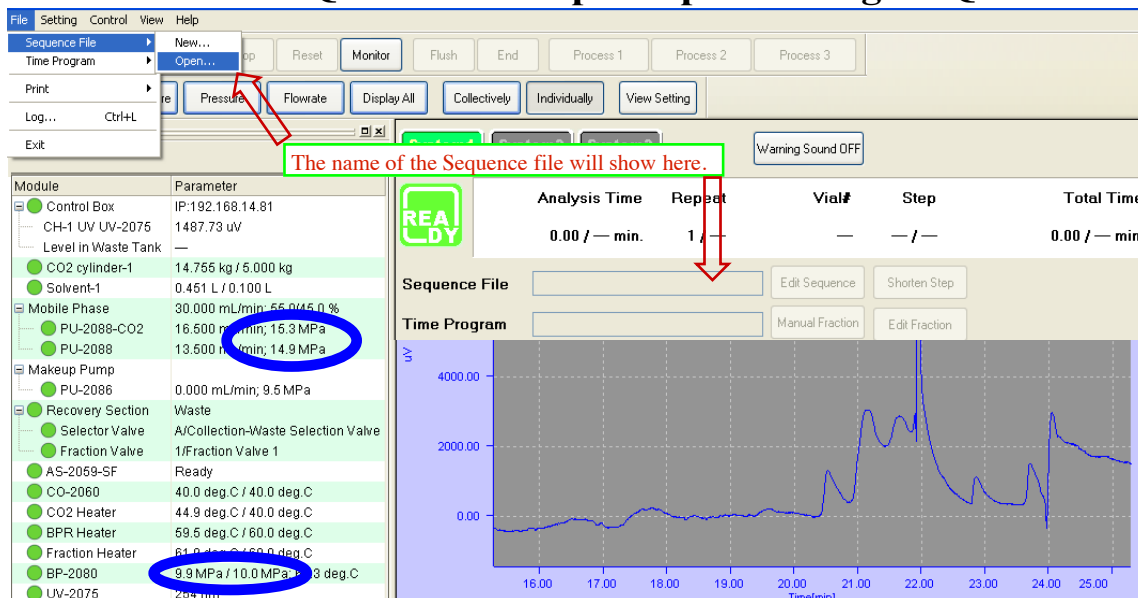 File Setting Control View Help
Sequence File New...
Time Program Open...
Print
Log... Ctrl+L
Exit
Reset Monitor Flush End Process 1 Process 2 Process 3
Pressure Flowrate Display All Collectively Individually View Setting
The name of the Sequence file will show here.
Warning Sound OFF
READY
Analysis Time Repeat Vial# Step Total Time
0.00 / — min. 1 / — — — / — 0.00 / — min
Sequence File Edit Sequence Shorten Step
Time Program Manual Fraction Edit Fraction
Module Parameter
Control Box IP:192.168.14.81
CH-1 UV UV-2075 1487.73 uV
Level in Waste Tank —
CO2 cylinder-1 14.755 kg / 5.000 kg
Solvent-1 0.451 L / 0.100 L
Mobile Phase 30.000 mL/min; 55.0/45.0 %
PU-2088-CO2 16.500 mL/min; 15.3 MPa
PU-2088 13.500 mL/min; 14.9 MPa
Makeup Pump
PU-2086 0.000 mL/min; 9.5 MPa
Recovery Section Waste
Selector Valve A/Collection-Waste Selection Valve
Fraction Valve 1/Fraction Valve 1
AS-2059-SF Ready
CO-2060 40.0 deg.C / 40.0 deg.C
CO2 Heater 44.9 deg.C / 40.0 deg.C
BPR Heater 59.5 deg.C / 60.0 deg.C
Fraction Heater deg.C / deg.C
BP-2080 9.9 MPa / 10.0 MPa; deg.C
UV-2075 254 nm
uV
4000.00
2000.00
0.00
16.00 17.00 18.00 19.00 20.00 21.00 22.00 23.00 24.00 25.00
Time[min]